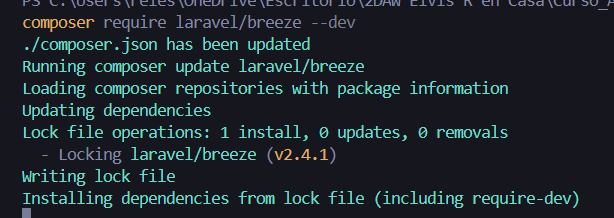 PS C:\Users\reies\OneDrive\Escritorio\2DAW Elvis R en Casa\Curso_A
composer require laravel/breeze --dev
./composer.json has been updated
Running composer update laravel/breeze
Loading composer repositories with package information
Updating dependencies
Lock file operations: 1 install, 0 updates, 0 removals
  - Locking laravel/breeze (v2.4.1)
Writing lock file
Installing dependencies from lock file (including require-dev)